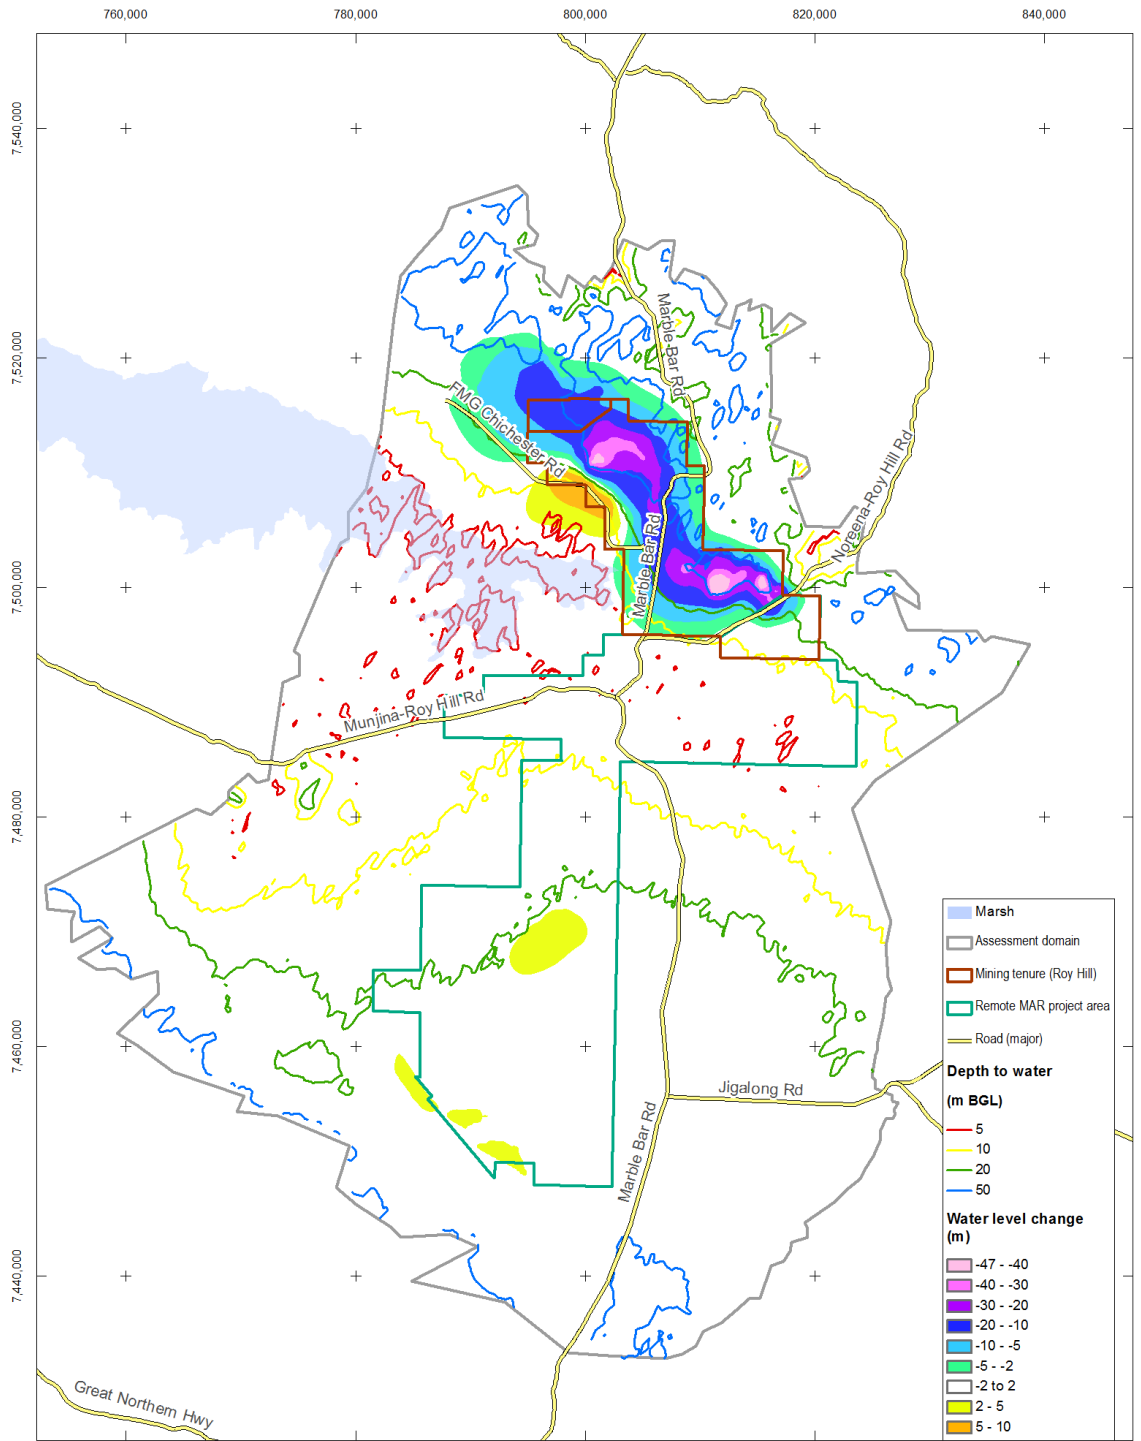 760,000
780,000
800,000
820,000
840,000
7,540,000
7,520,000
7,500,000
7,480,000
7,460,000
7,440,000
Marble Bar Rd
FMG Chichester Rd
Noreena-Roy Hill Rd
Marble Bar Rd
Munjina-Roy Hill Rd
Jigalong Rd
Marble Bar Rd
Great Northern Hwy
Marsh
Assessment domain
Mining tenure (Roy Hill)
Remote MAR project area
Road (major)
Depth to water
(m BGL)
5
10
20
50
Water level change
(m)
-47 - -40
-40 - -30
-30 - -20
-20 - -10
-10 - -5
-5 - -2
-2 to 2
2 - 5
5 - 10